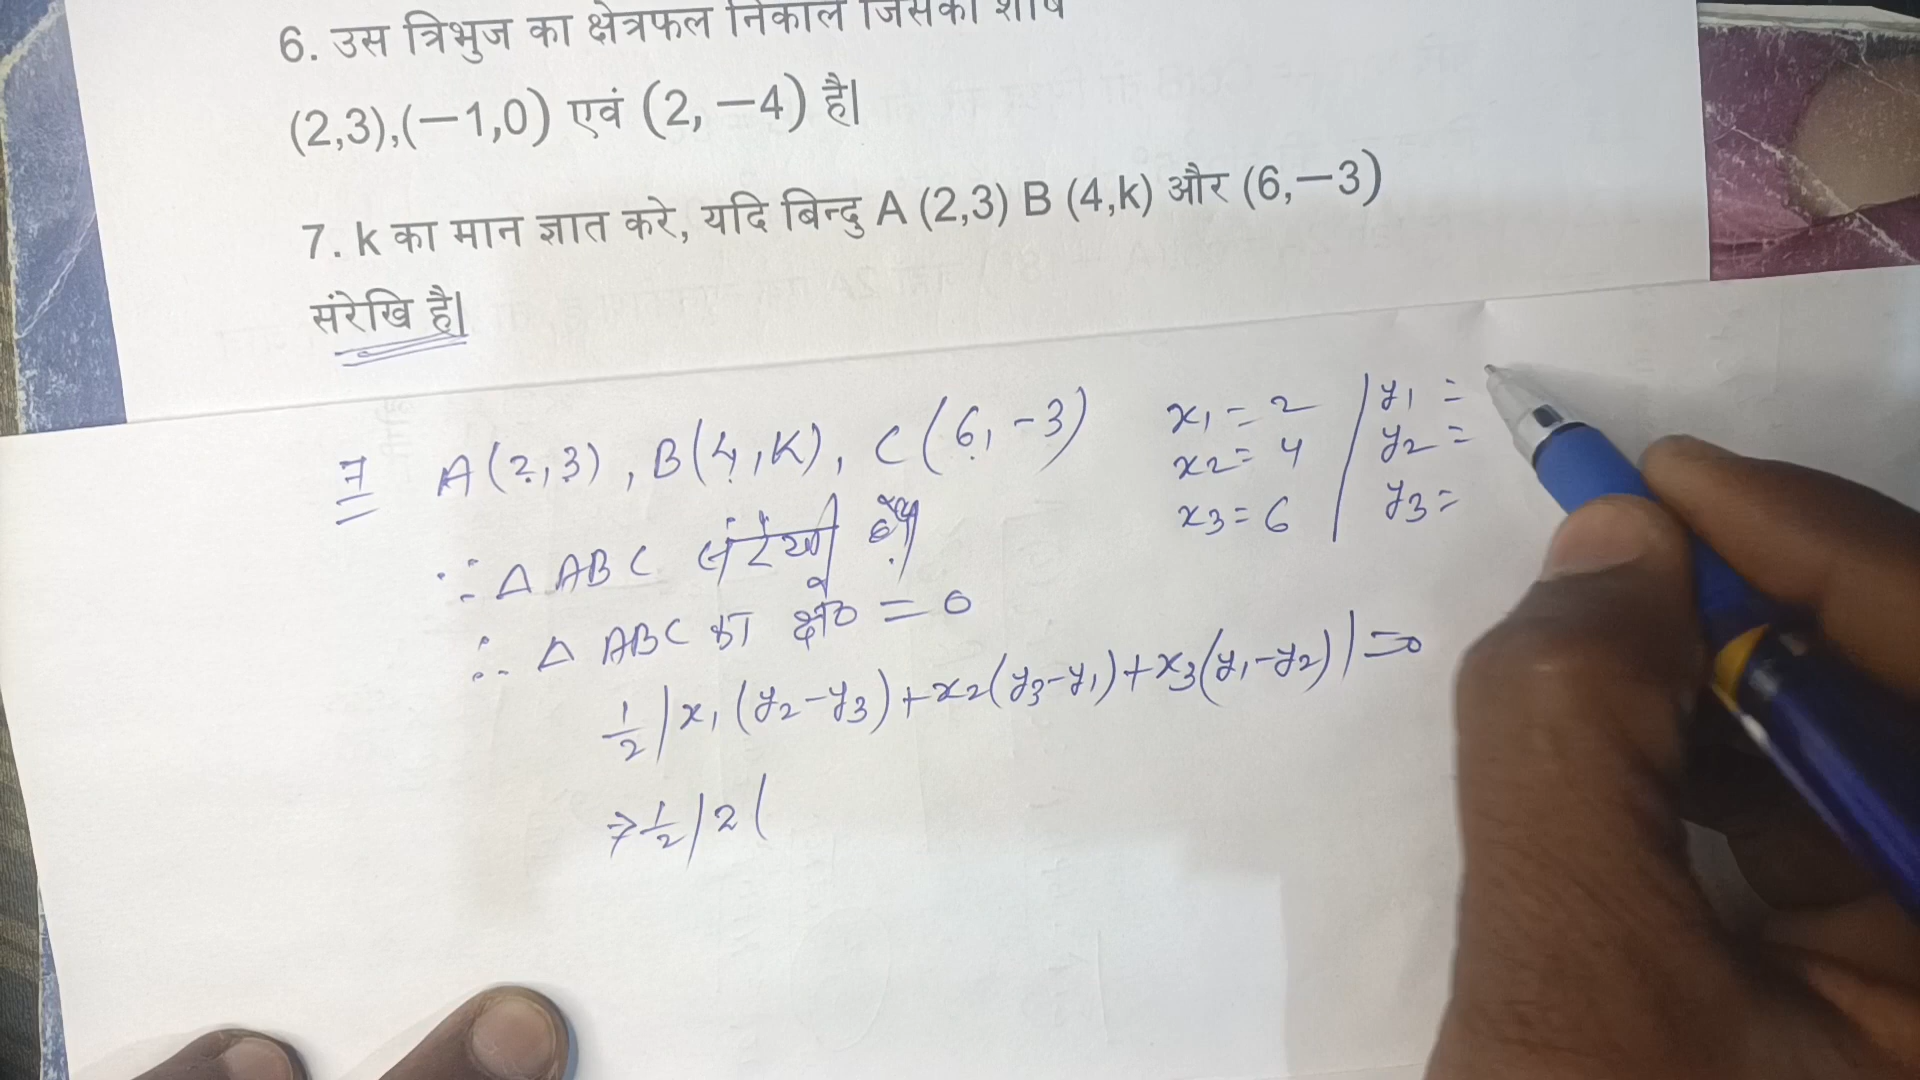 6. उस त्रिभुज का क्षेत्रफल निकाले जिसका शीर्ष
(2,3),(−1,0) एवं (2, −4) है|
7. k का मान ज्ञात करे, यदि बिन्दु A (2,3) B (4,k) और (6,−3)
संरेखि है|
7 A(2,3), B(4,K), C(6,-3)
x1 = 2 | y1 =
x2 = 4 | y2 =
x3 = 6 | y3 =
∵ Δ ABC संरेखी
∴ Δ ABC का क्षे० = 0
1/2 |x1(y2-y3)+x2(y3-y1)+x3(y1-y2)|=0
⇒ 1/2 |2(